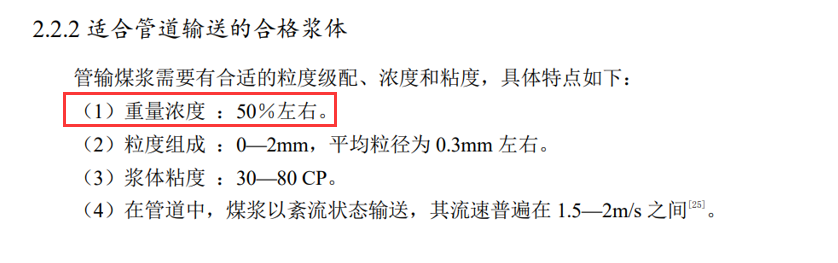 2.2.2 适合管道输送的合格浆体
管输煤浆需要有合适的粒度级配、浓度和粘度，具体特点如下：
（1）重量浓度 ：50%左右。
（2）粒度组成 ：0—2mm，平均粒径为 0.3mm 左右。
（3）浆体粘度 ：30—80 CP。
（4）在管道中，煤浆以紊流状态输送，其流速普遍在 1.5—2m/s 之间[25]。